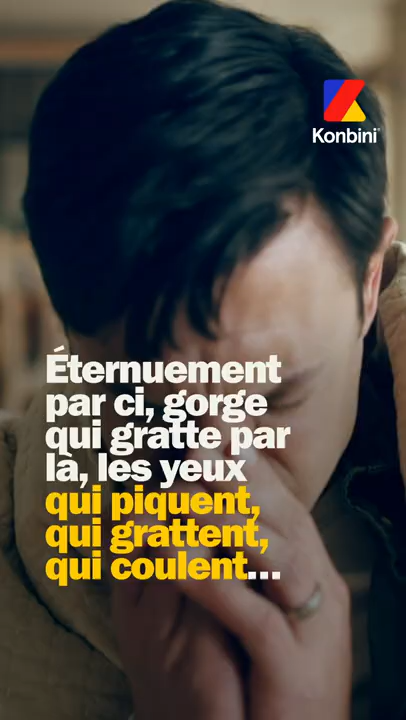 Konbini
Éternuement
par ci, gorge
qui gratte par
là, les yeux
qui piquent,
qui grattent,
qui coulent...